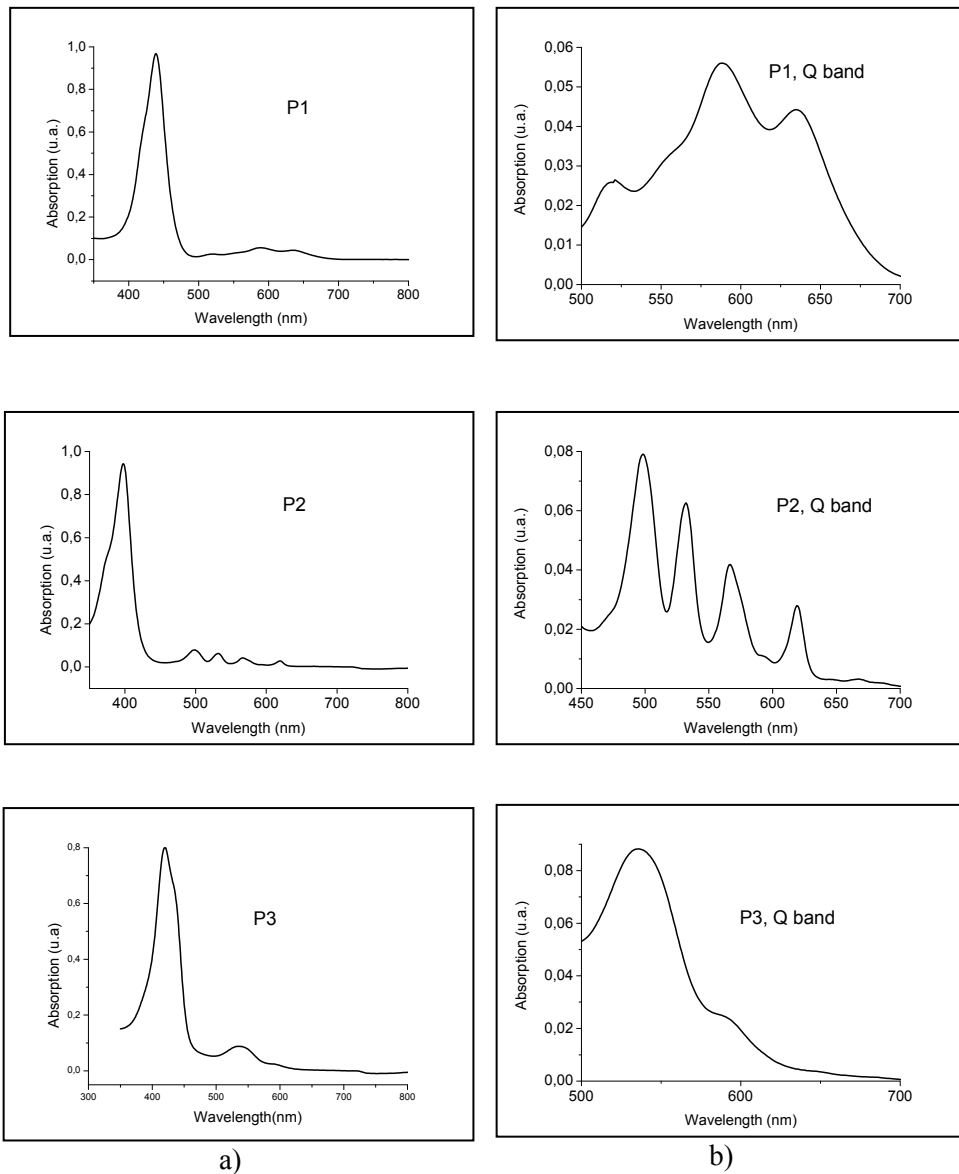 1,0
0,8
0,6
0,4
0,2
0,0
Absorption (u.a.)
P1
400 500 600 700 800
Wavelength (nm)
0,06
0,05
0,04
0,03
0,02
0,01
0,00
Absorption (u.a.)
P1, Q band
500 550 600 650 700
Wavelength (nm)
1,0
0,8
0,6
0,4
0,2
0,0
Absorption (u.a.)
P2
400 500 600 700 800
Wavelength (nm)
0,08
0,06
0,04
0,02
0,00
Absorption (u.a.)
P2, Q band
450 500 550 600 650 700
Wavelength (nm)
0,8
0,6
0,4
0,2
0,0
Absorption (u.a)
P3
300 400 500 600 700 800
Wavelength(nm)
0,08
0,06
0,04
0,02
0,00
Absorption (u.a.)
P3, Q band
500 600 700
Wavelength (nm)
a)
b)